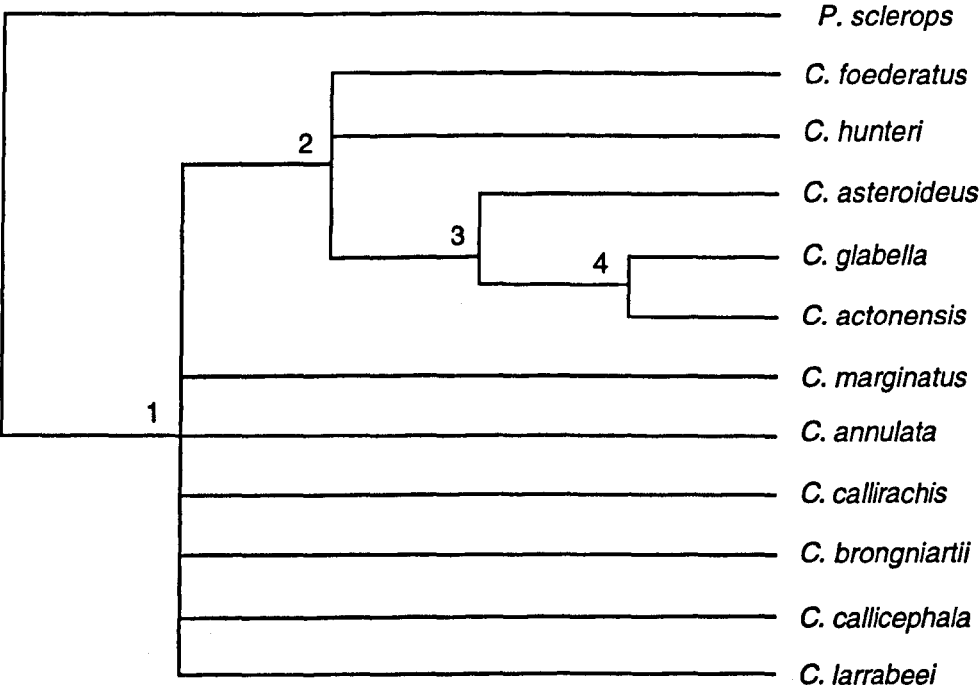 P. sclerops
C. foederatus
2
C. hunteri
C. asteroideus
3
4
C. glabella
C. actonensis
C. marginatus
1
C. annulata
C. callirachis
C. brongniartii
C. callicephala
C. larrabeei